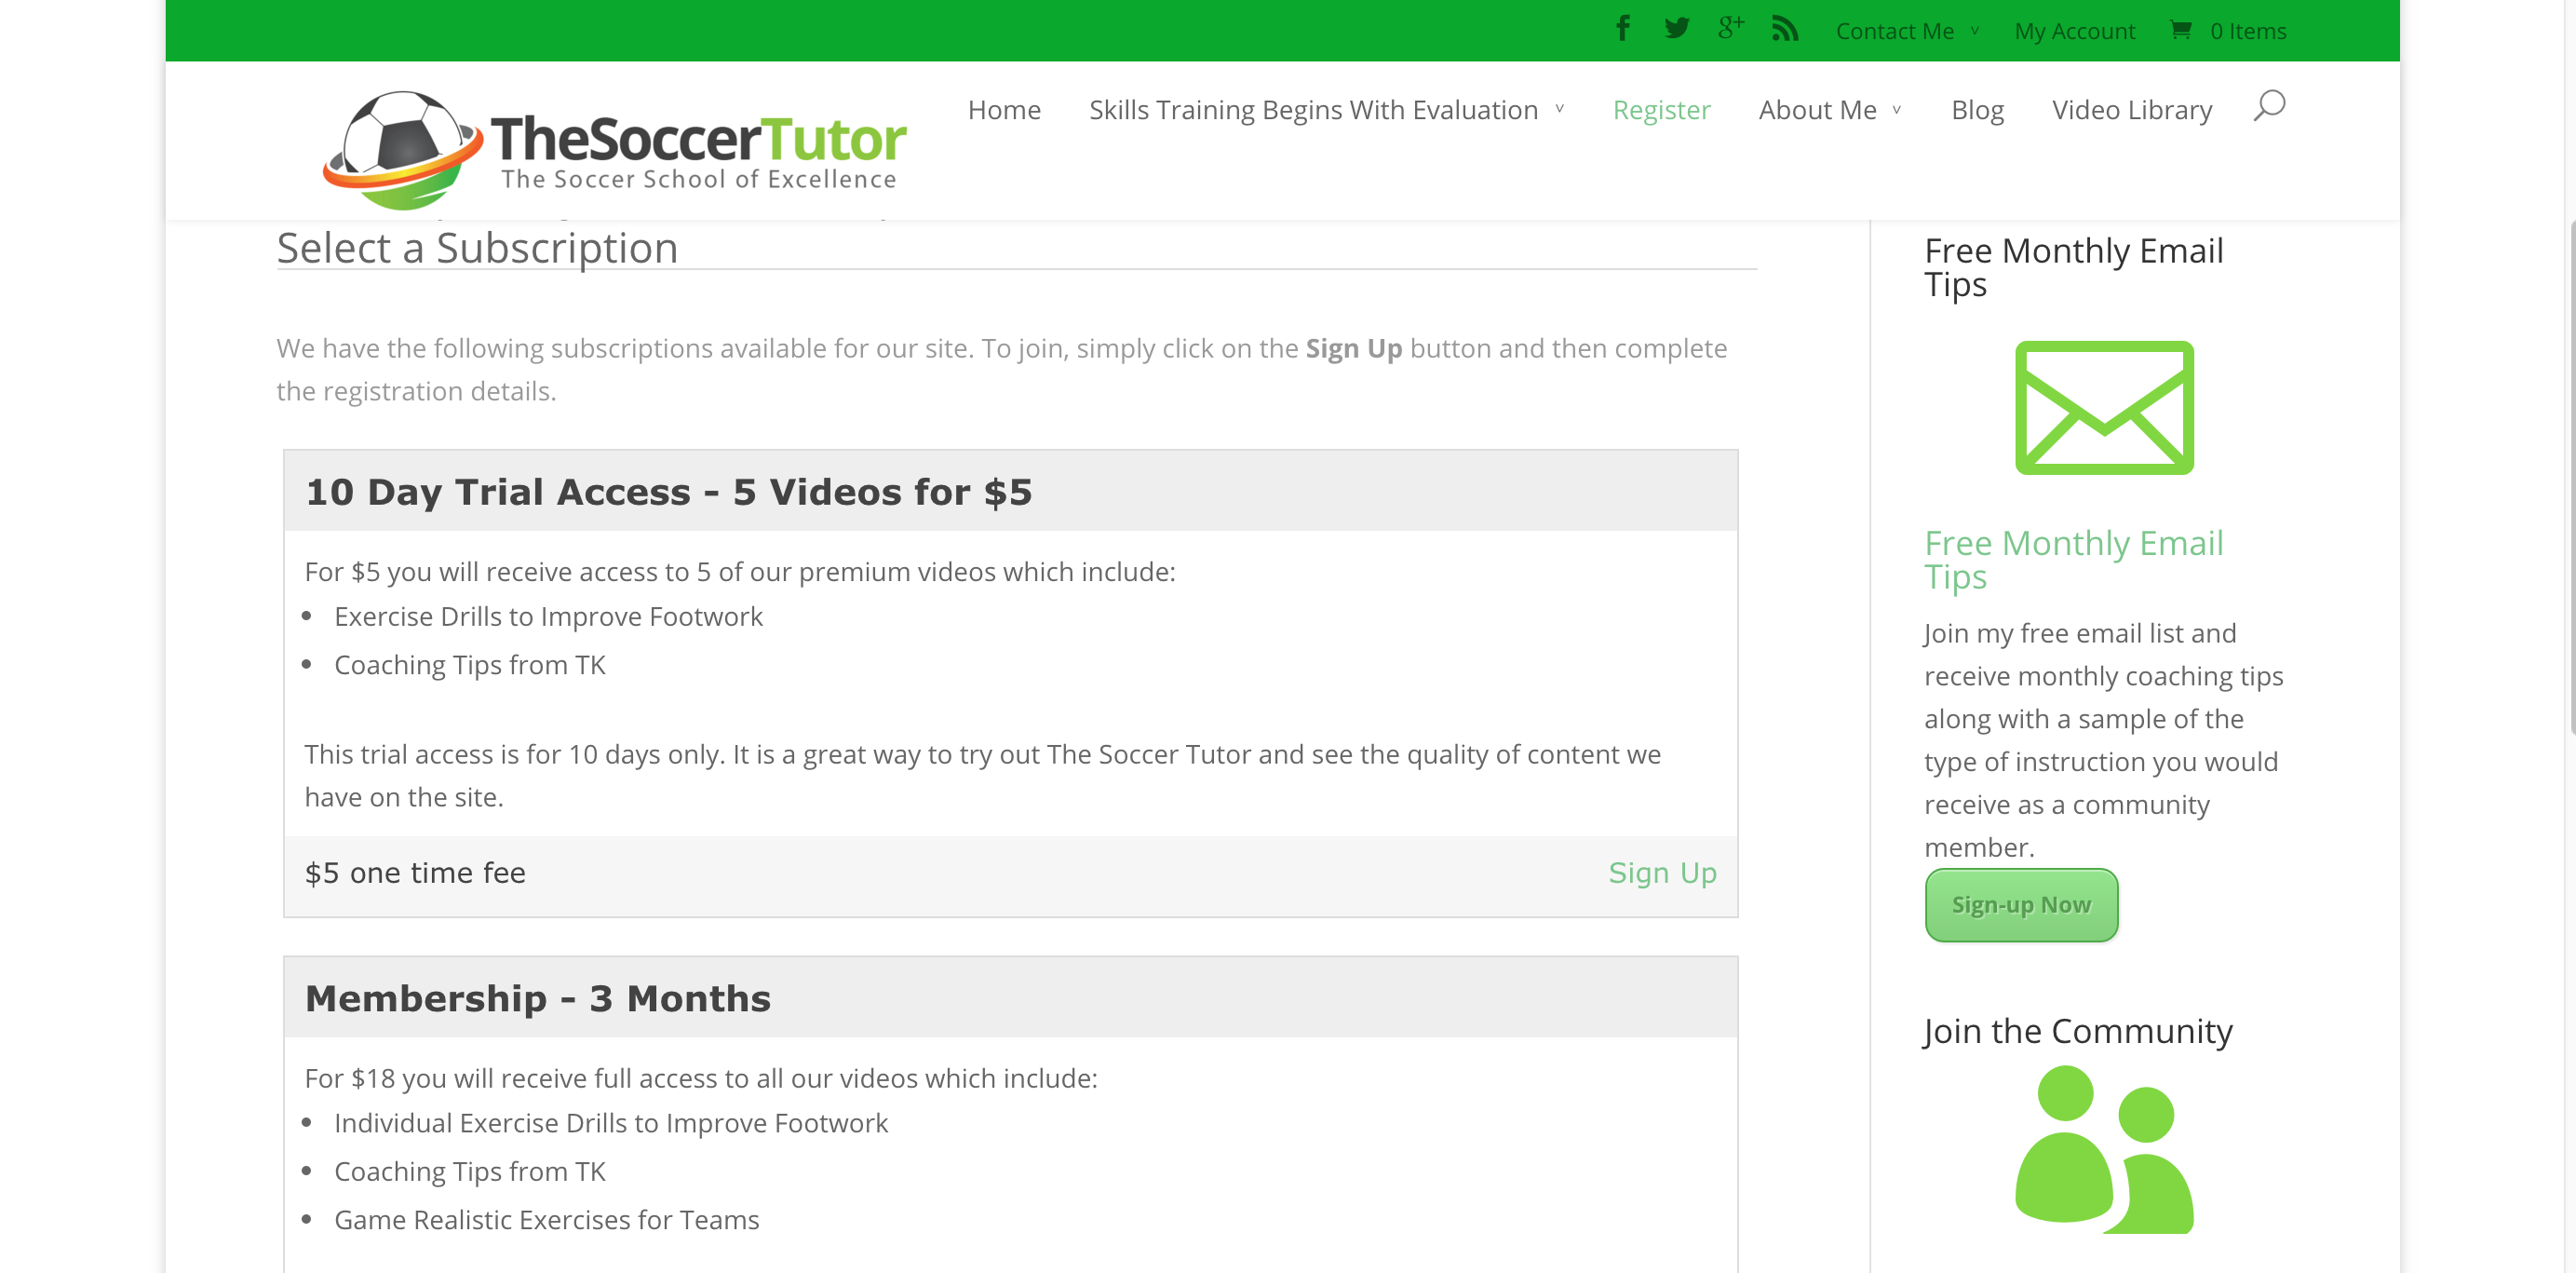 Contact Me
My Account
0 Items
TheSoccerTutor
The Soccer School of Excellence
Home
Skills Training Begins With Evaluation
Register
About Me
Blog
Video Library
Select a Subscription
We have the following subscriptions available for our site. To join, simply click on the Sign Up button and then complete
the registration details.
10 Day Trial Access - 5 Videos for $5
For $5 you will receive access to 5 of our premium videos which include:
• Exercise Drills to Improve Footwork
• Coaching Tips from TK
This trial access is for 10 days only. It is a great way to try out The Soccer Tutor and see the quality of content we
have on the site.
$5 one time fee
Sign Up
Membership - 3 Months
For $18 you will receive full access to all our videos which include:
• Individual Exercise Drills to Improve Footwork
• Coaching Tips from TK
• Game Realistic Exercises for Teams
Free Monthly Email
Tips
Free Monthly Email
Tips
Join my free email list and
receive monthly coaching tips
along with a sample of the
type of instruction you would
receive as a community
member.
Sign-up Now
Join the Community